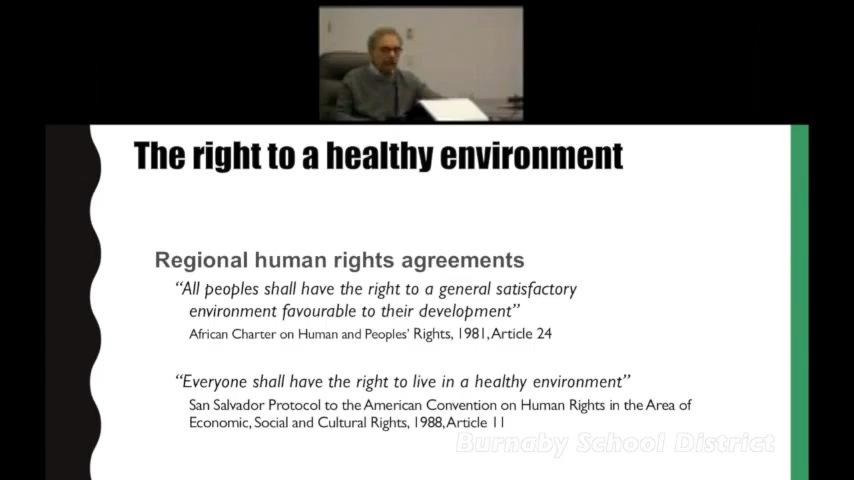 The right to a healthy environment
Regional human rights agreements
“All peoples shall have the right to a general satisfactory
environment favourable to their development”
African Charter on Human and Peoples’ Rights, 1981, Article 24
“Everyone shall have the right to live in a healthy environment”
San Salvador Protocol to the American Convention on Human Rights in the Area of
Economic, Social and Cultural Rights, 1988, Article 11
Burnaby School District